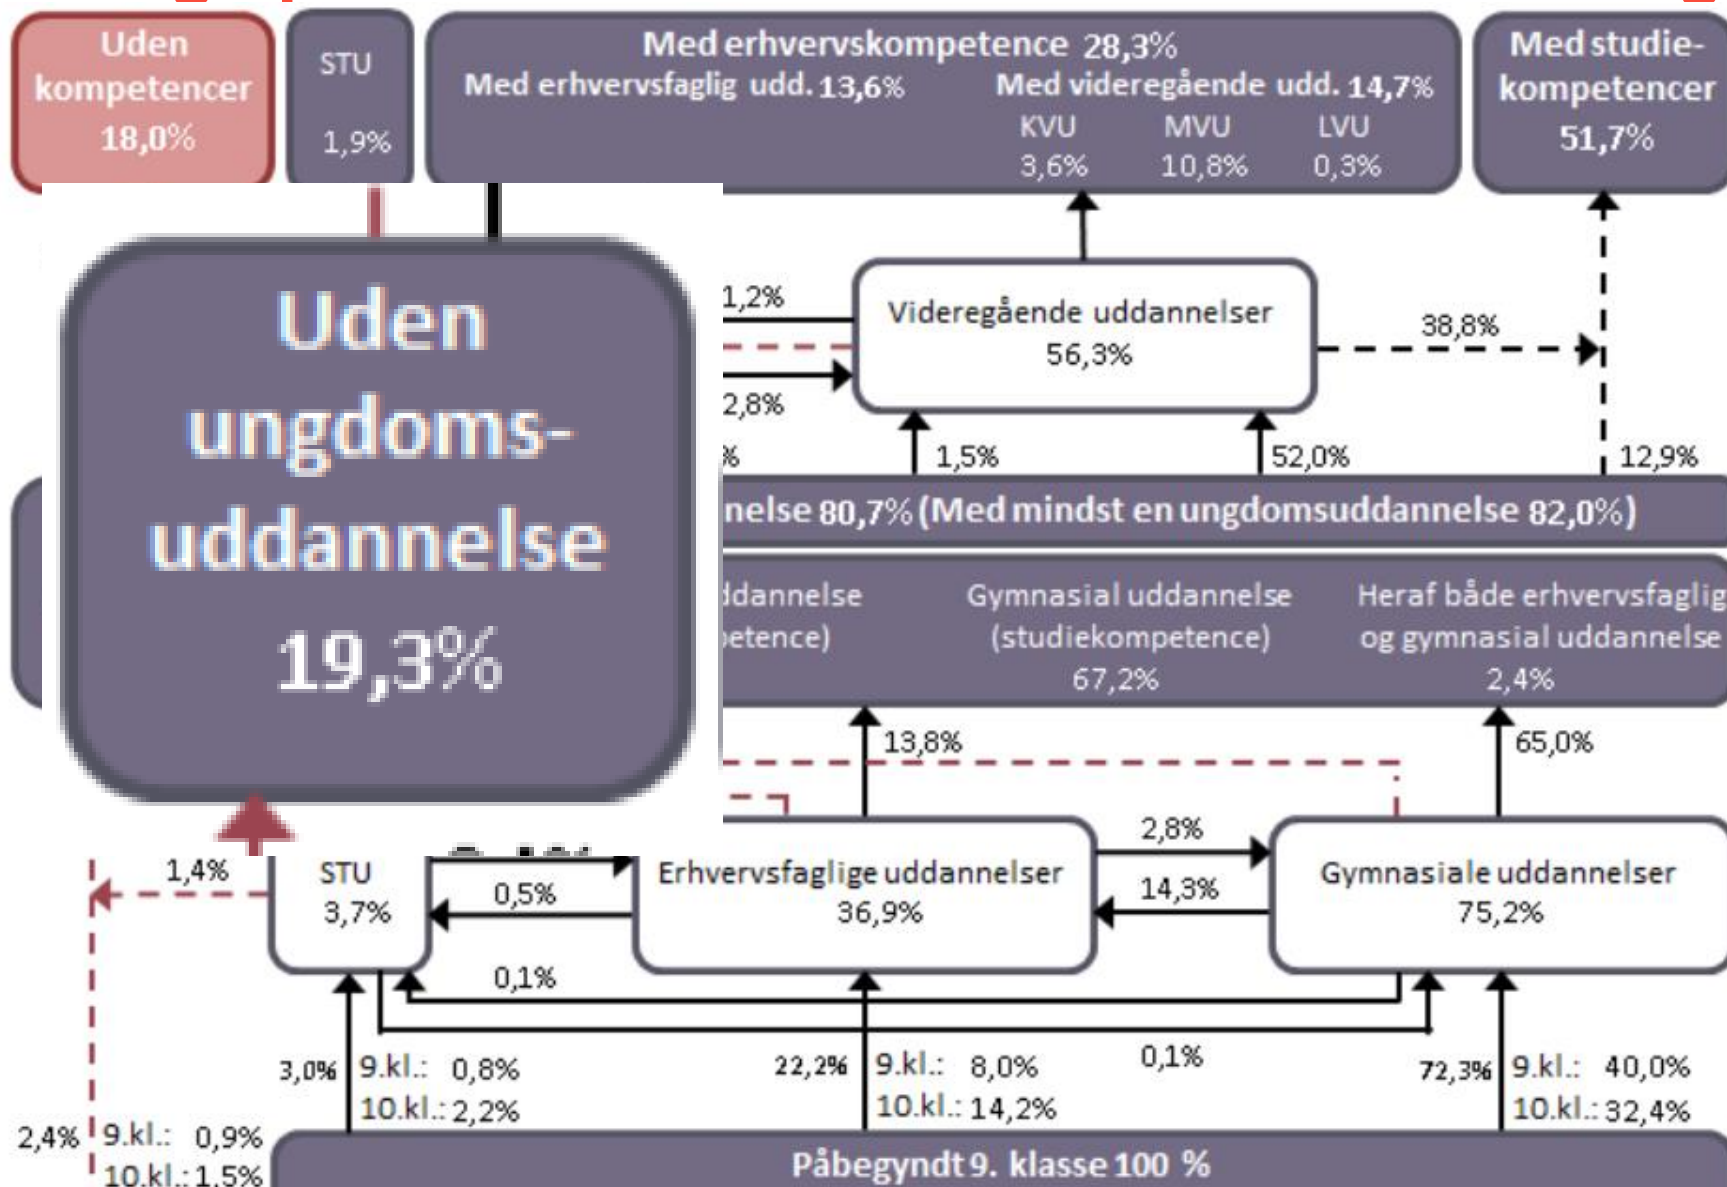 Uden
kompetencer
18,0%
STU
1,9%
Med erhvervskompetence 28,3%
Med erhvervsfaglig udd. 13,6%
Med videregående udd. 14,7%
KVU MVU LVU
3,6% 10,8% 0,3%
Med studie-
kompetencer
51,7%
Uden
ungdoms-
uddannelse
19,3%
1,2%
2,8%
%
Videregående uddannelser
56,3%
38,8%
1,5%
52,0%
12,9%
nelse 80,7% (Med mindst en ungdomsuddannelse 82,0%)
ddannelse
petence)
Gymnasial uddannelse
(studiekompetence)
67,2%
Heraf både erhvervsfaglig
og gymnasial uddannelse
2,4%
13,8%
65,0%
1,4%
STU
3,7%
0,5%
Erhvervsfaglige uddannelser
36,9%
2,8%
14,3%
Gymnasiale uddannelser
75,2%
0,1%
0,1%
3,0% 9.kl.: 0,8%
10.kl.: 2,2%
22,2% 9.kl.: 8,0%
10.kl.: 14,2%
72,3% 9.kl.: 40,0%
10.kl.: 32,4%
2,4% 9.kl.: 0,9%
10.kl.: 1,5%
Påbegyndt 9. klasse 100 %